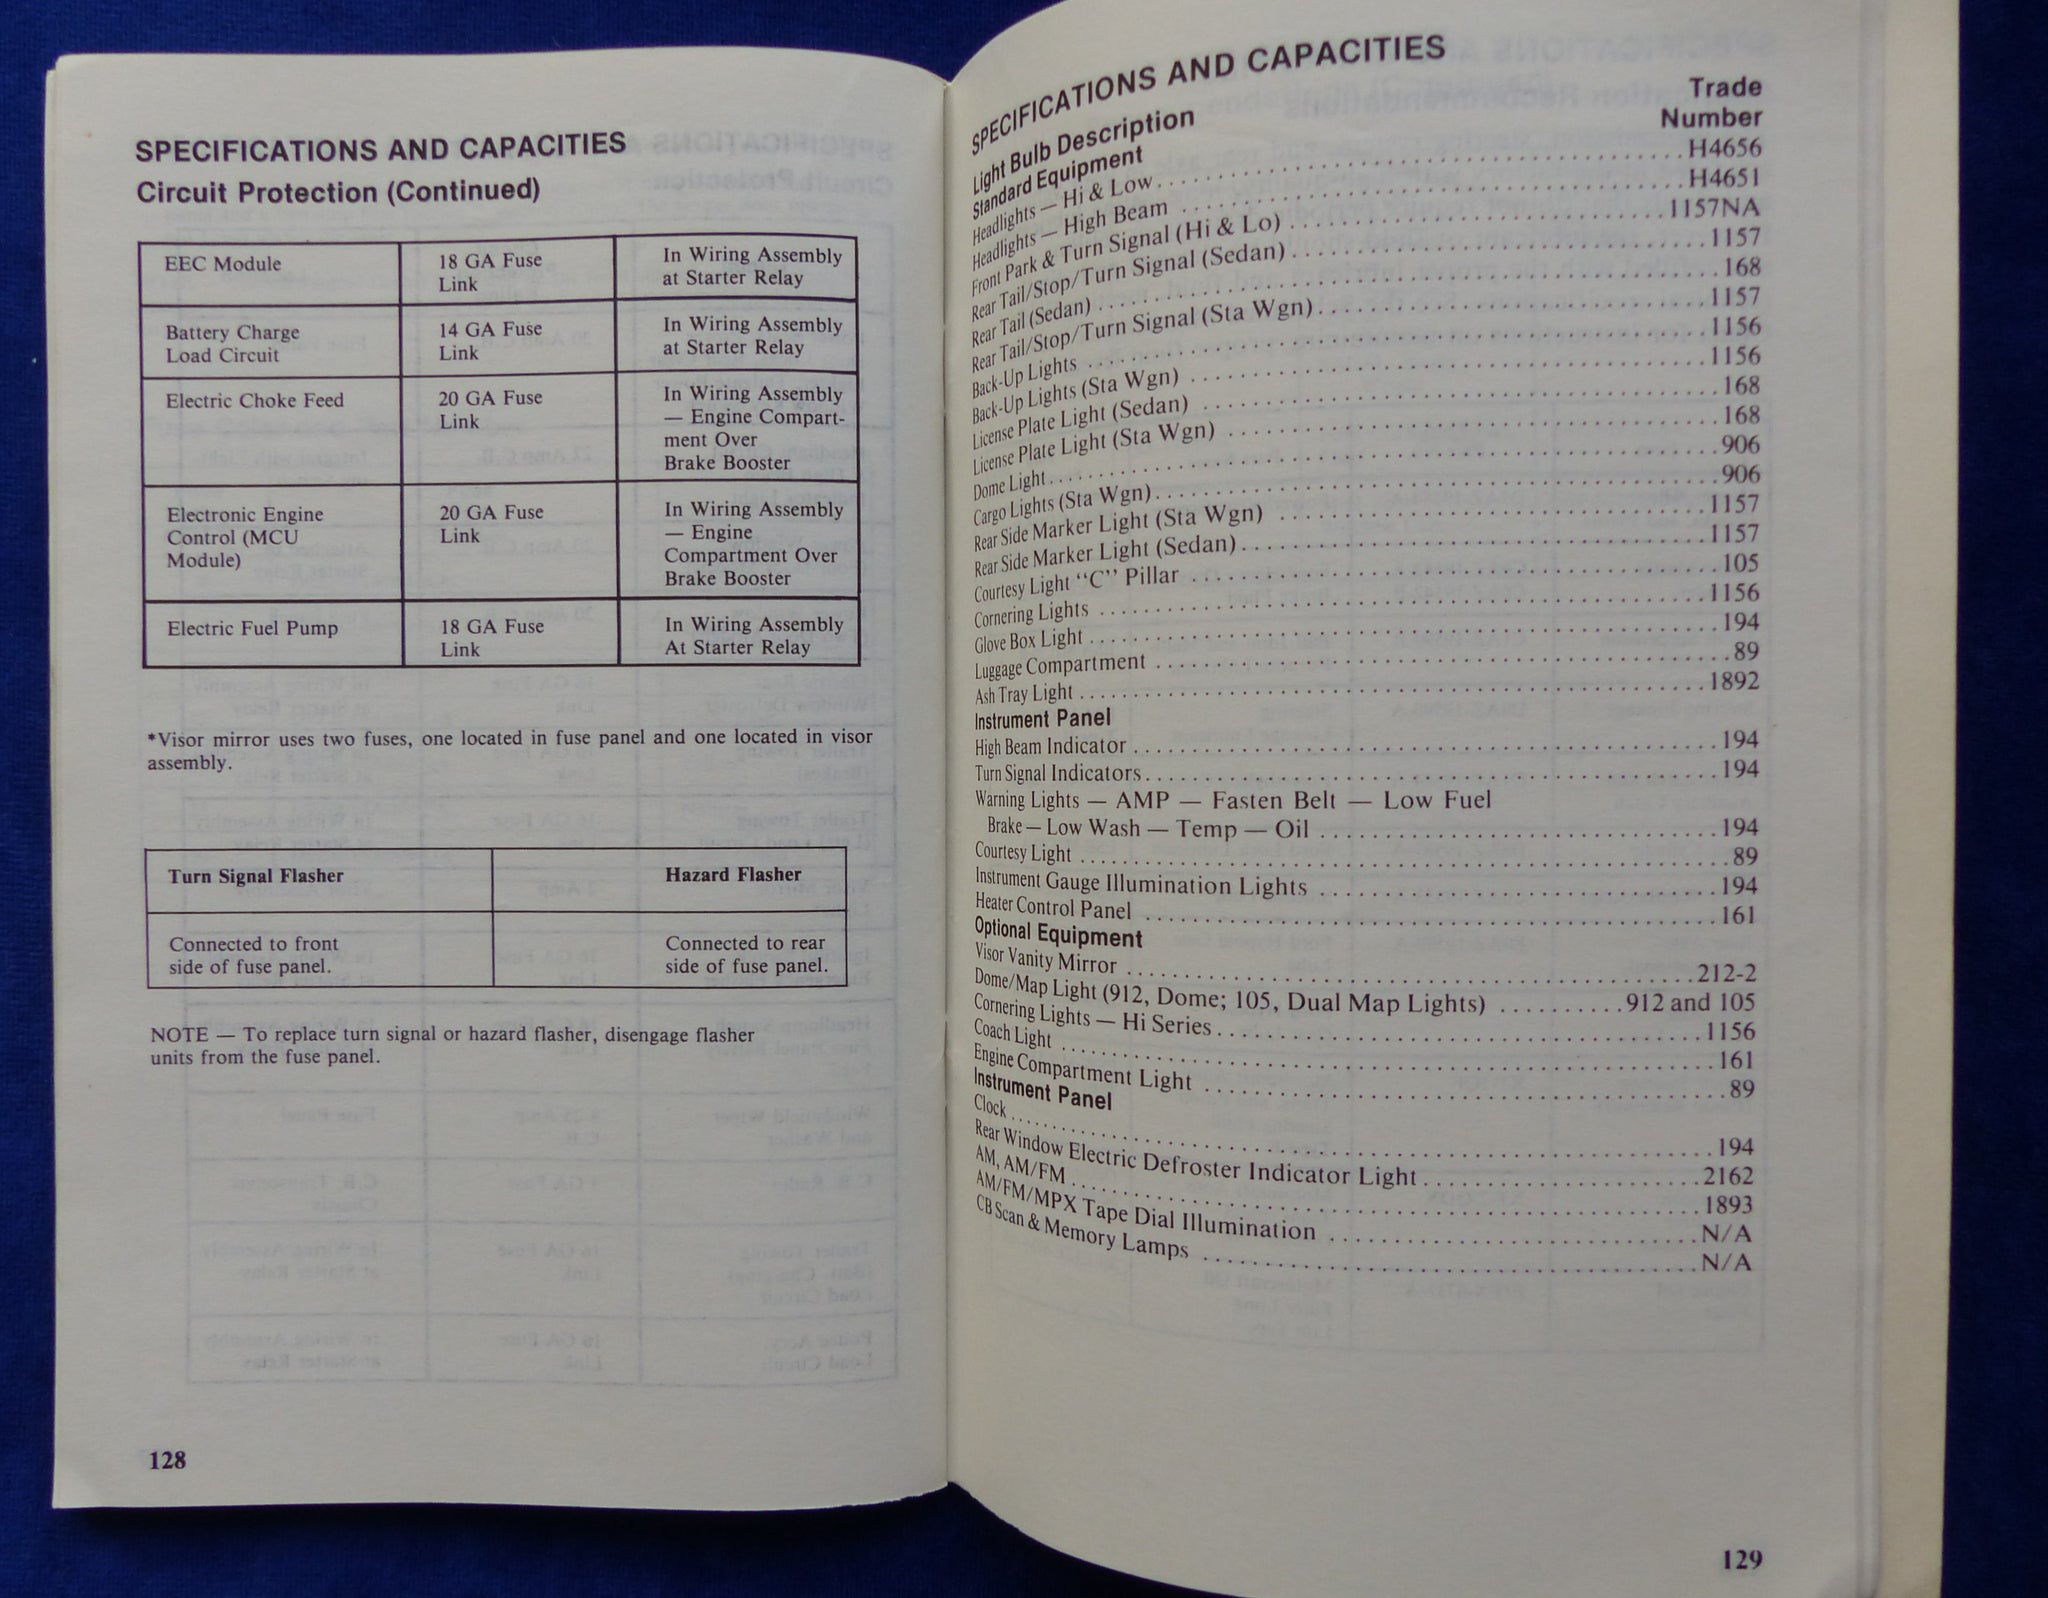 SPECIFICATIONS AND CAPACITIES
Circuit Protection (Continued)
EEC Module
18 GA Fuse
Link
In Wiring Assembly
at Starter Relay
Battery Charge
Load Circuit
14 GA Fuse
Link
In Wiring Assembly
at Starter Relay
Electric Choke Feed
20 GA Fuse
Link
In Wiring Assembly
— Engine Compart-
ment Over
Brake Booster
Electronic Engine
Control (MCU
Module)
20 GA Fuse
Link
In Wiring Assembly
— Engine
Compartment Over
Brake Booster
Electric Fuel Pump
18 GA Fuse
Link
In Wiring Assembly
At Starter Relay
*Visor mirror uses two fuses, one located in fuse panel and one located in visor
assembly.
Turn Signal Flasher
Hazard Flasher
Connected to front
side of fuse panel.
Connected to rear
side of fuse panel.
NOTE — To replace turn signal or hazard flasher, disengage flasher
units from the fuse panel.
128
SPECIFICATIONS AND CAPACITIES
Trade
Light Bulb Description Number
Standard Equipment
Headlights — Hi & Low H4656
Headlights — High Beam H4651
Front Park & Turn Signal (Hi & Lo) 1157NA
Rear Tail/Stop/Turn Signal (Sedan) 1157
Rear Tail (Sedan) 168
Rear Tail/Stop/Turn Signal (Sta Wgn) 1157
Back-Up Lights 1156
Back-Up Lights (Sta Wgn) 1156
License Plate Light (Sedan) 168
License Plate Light (Sta Wgn) 168
Dome Light 906
Cargo Lights (Sta Wgn) 906
Rear Side Marker Light (Sta Wgn) 1157
Rear Side Marker Light (Sedan) 1157
Courtesy Light "C" Pillar 105
Cornering Lights 1156
Glove Box Light 194
Luggage Compartment 89
Ash Tray Light 1892
Instrument Panel
High Beam Indicator 194
Turn Signal Indicators 194
Warning Lights — AMP — Fasten Belt — Low Fuel
Brake — Low Wash — Temp — Oil 194
Courtesy Light 89
Instrument Gauge Illumination Lights 194
Heater Control Panel 161
Optional Equipment
Visor Vanity Mirror 212-2
Dome/Map Light (912, Dome; 105, Dual Map Lights) 912 and 105
Cornering Lights — Hi Series 1156
Coach Light 161
Engine Compartment Light 89
Instrument Panel
Clock 194
Rear Window Electric Defroster Indicator Light 2162
AM, AM/FM 1893
AM/FM/MPX Tape Dial Illumination N/A
CB Scan & Memory Lamps N/A
129